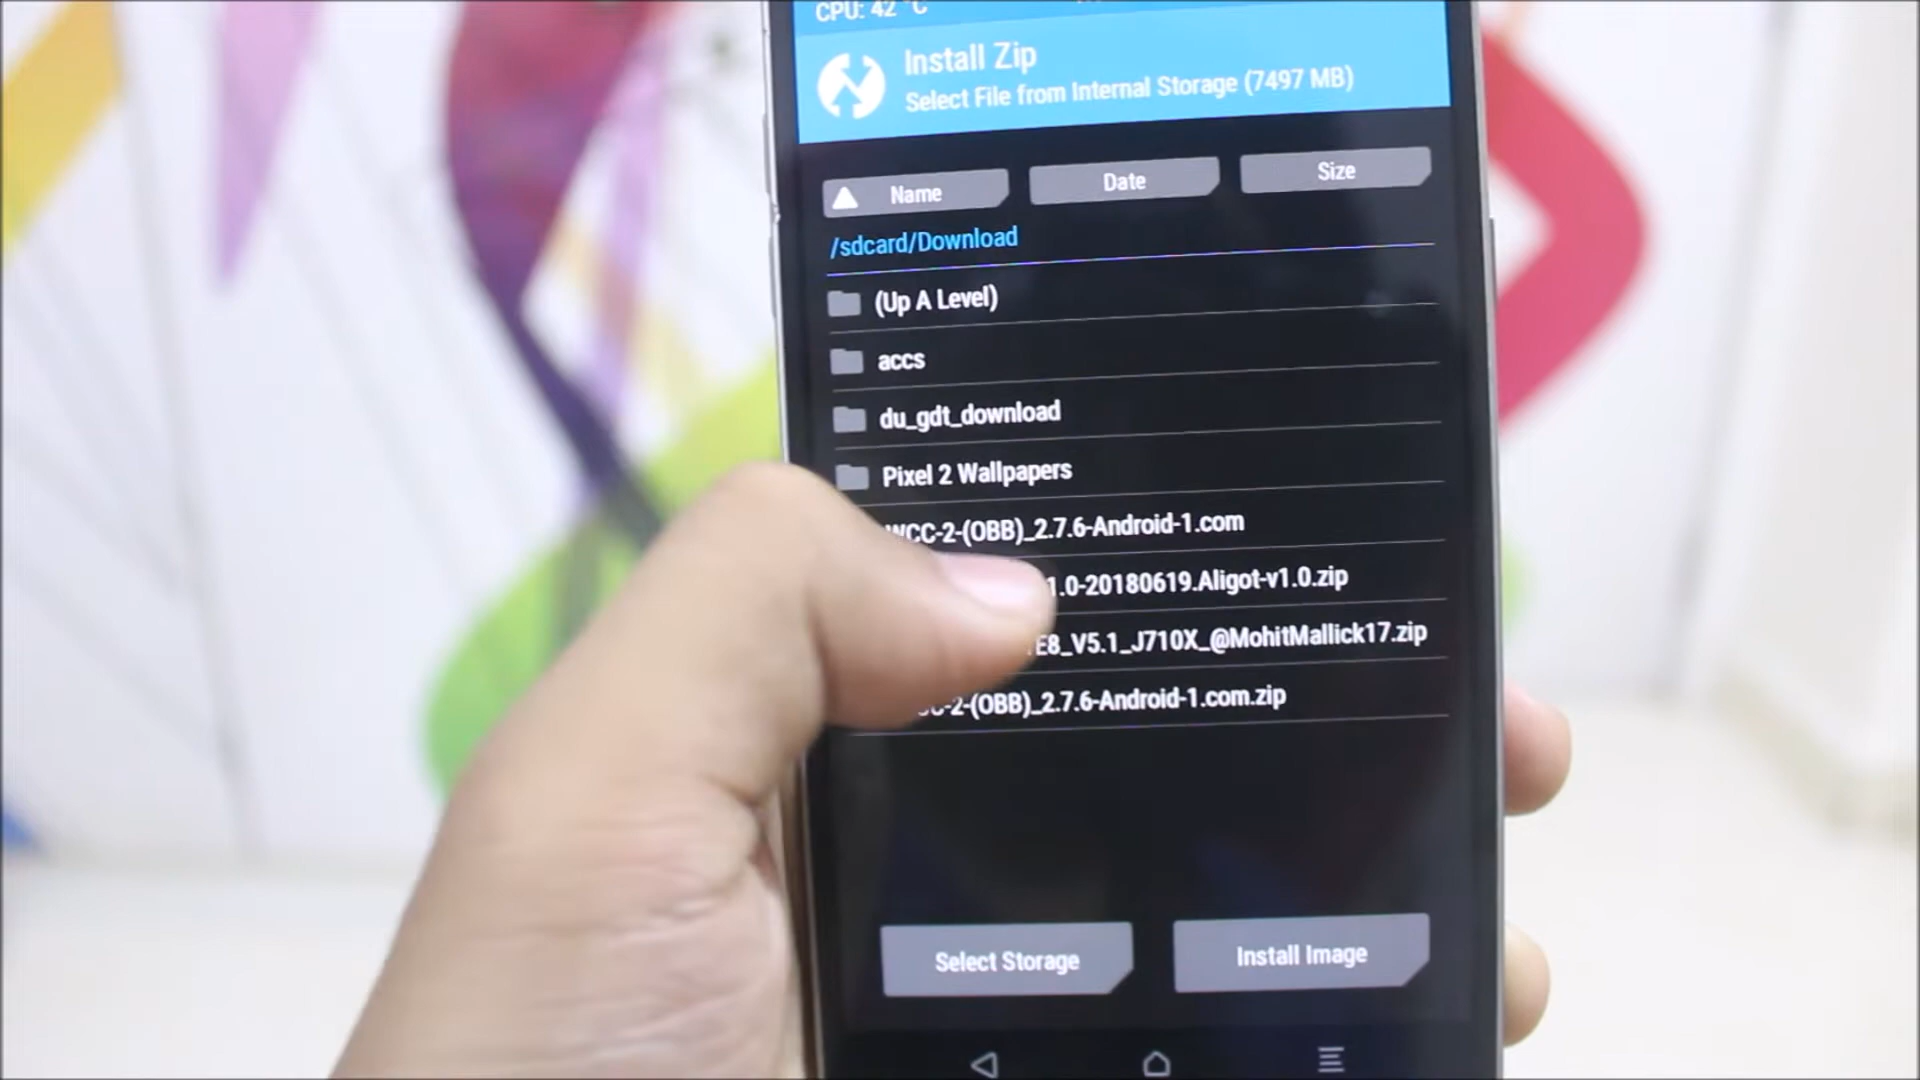 CPU: 42 °C
Install Zip
Select File from Internal Storage (7497 MB)
Name
Date
Size
/sdcard/Download
(Up A Level)
accs
du_gdt_download
Pixel 2 Wallpapers
WCC-2-(OBB)_2.7.6-Android-1.com
1.0-20180619.Aligot-v1.0.zip
E8_V5.1_J710X_@MohitMallick17.zip
-2-(OBB)_2.7.6-Android-1.com.zip
Select Storage
Install Image